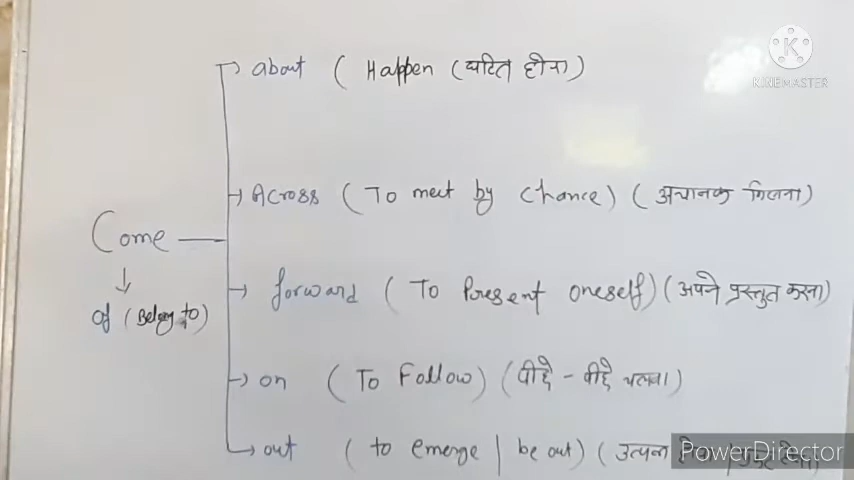 KINEMASTER
about ( Happen (घटित होना)
Across ( To meet by chance) ( अचानक मिलना)
Come
forward ( To Present oneself) (अपने प्रस्तुत करना)
of (Belong to)
on ( To Follow) (पीछे - पीछे चलना)
out ( to emerge | be out) ( उत्पन्न
PowerDirector